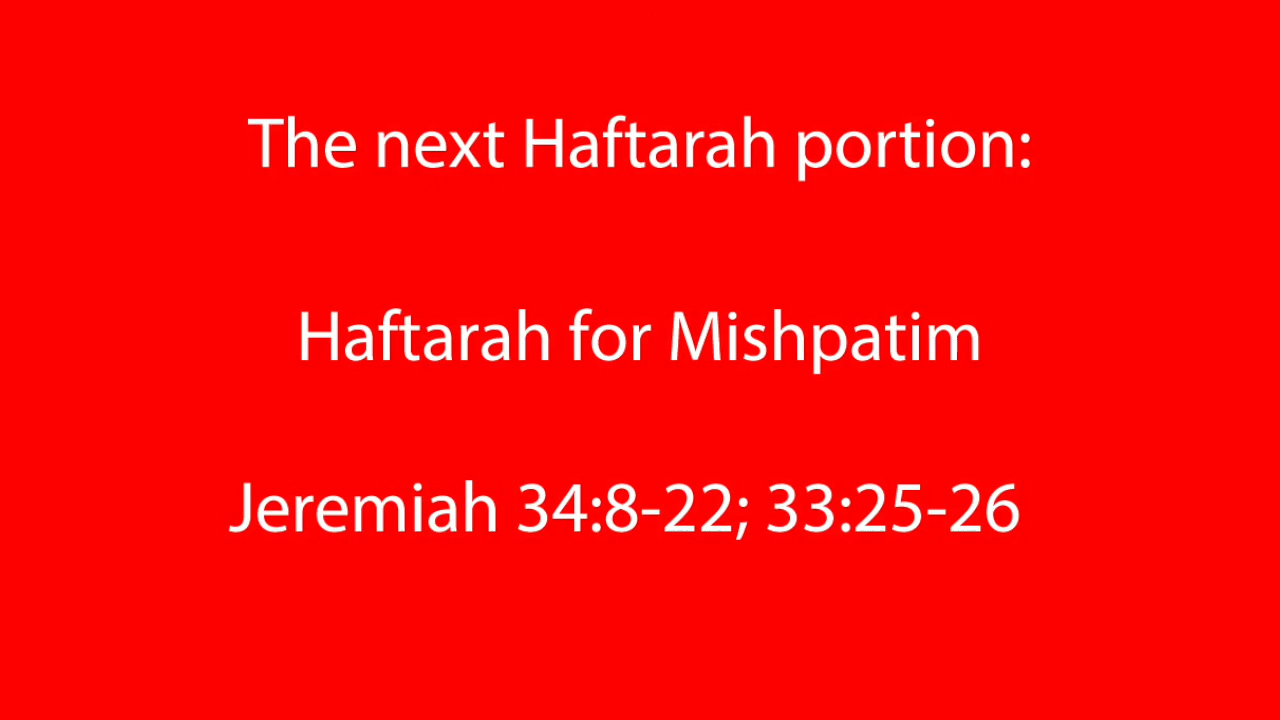 The next Haftarah portion:
Haftarah for Mishpatim
Jeremiah 34:8-22; 33:25-26